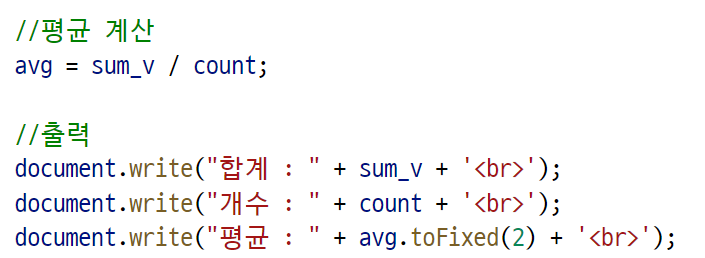 //평균 계산
avg = sum_v / count;
//출력
document.write("합계 : " + sum_v + '<br>');
document.write("개수 : " + count + '<br>');
document.write("평균 : " + avg.toFixed(2) + '<br>');